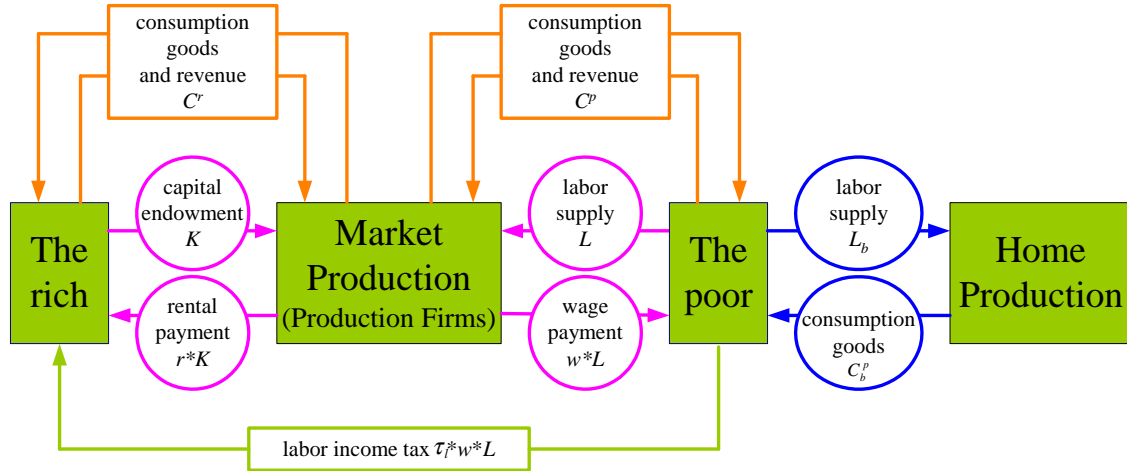 consumption
goods
and revenue
C^r
consumption
goods
and revenue
C^p
capital
endowment
K
labor
supply
L
labor
supply
L_b
The
rich
Market
Production
(Production Firms)
The
poor
Home
Production
rental
payment
r*K
wage
payment
w*L
consumption
goods
C_b^p
labor income tax τ_l*w*L